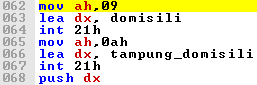 062 mov ah,09
063 lea dx, domisili
064 int 21h
065 mov ah,0ah
066 lea dx, tampung_domisili
067 int 21h
068 push dx